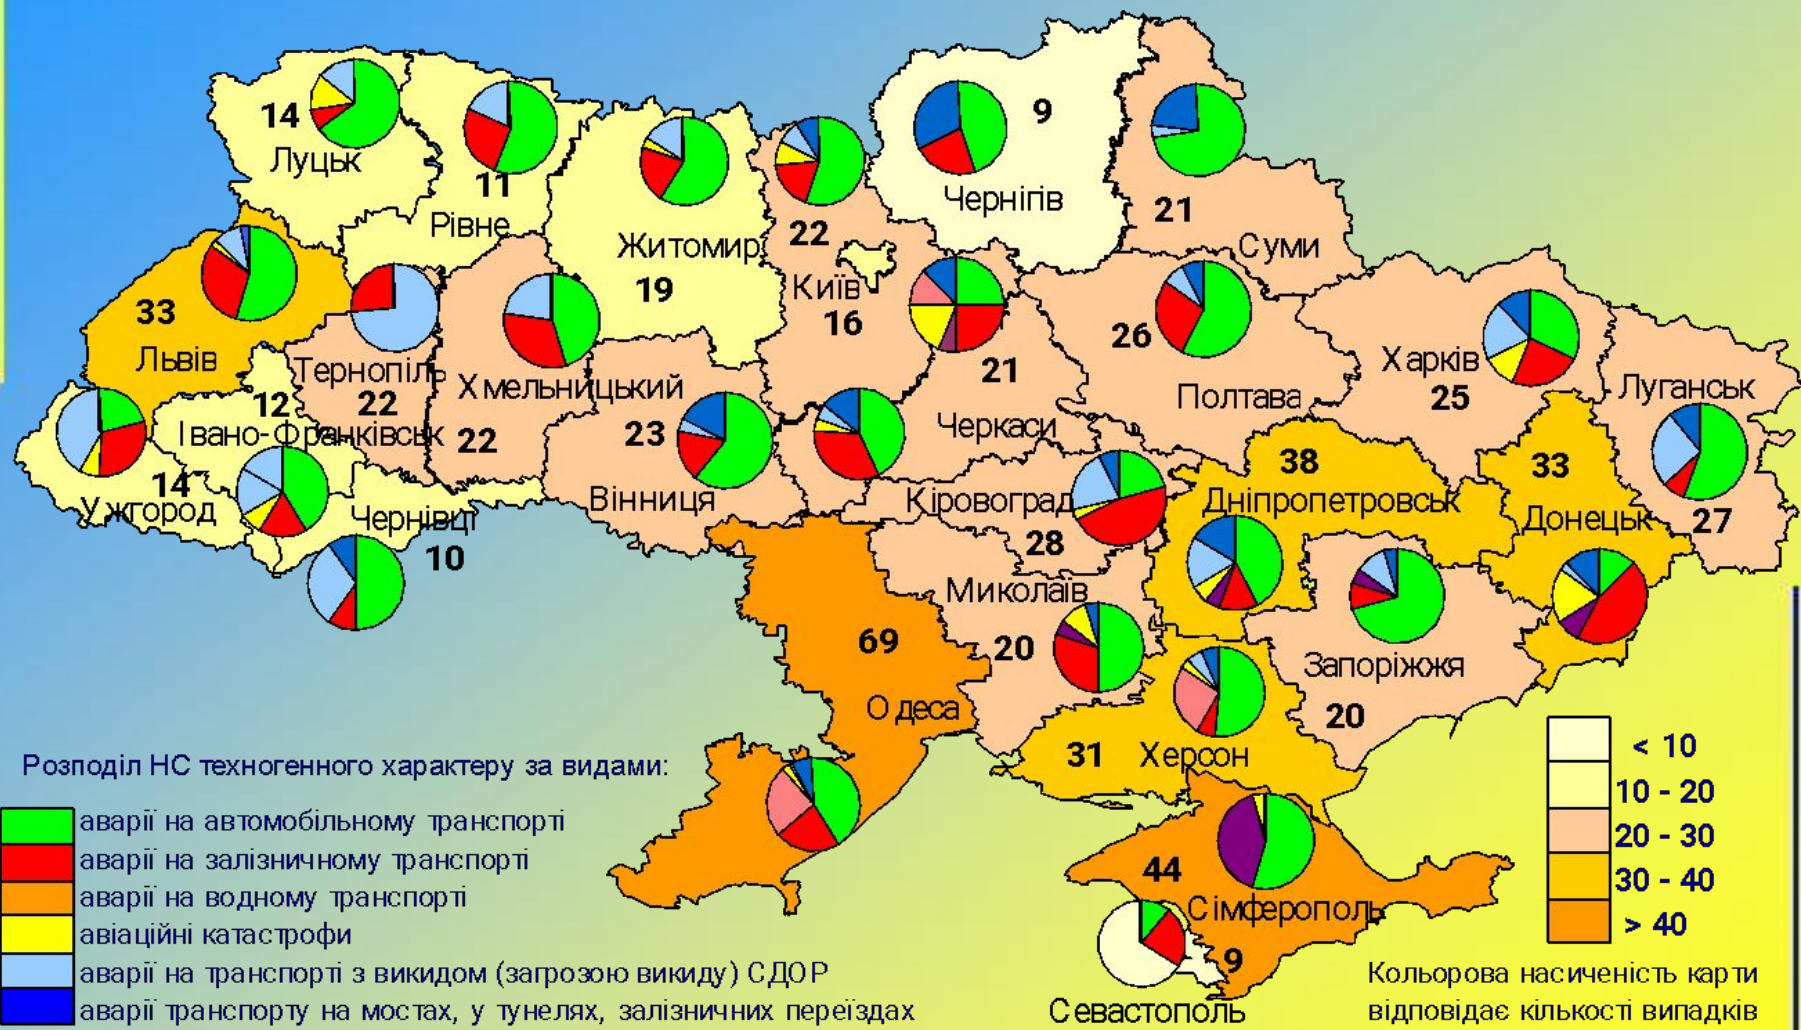 9
14
Луцьк
11
Рівне
Житомир
19
22
Київ
16
Чернігів
21
Суми
33
Львів
Тернопіль
22
Хмельницький
22
12
Івано-Франківськ
14
Ужгород
Чернівці
10
23
Вінниця
21
Черкаси
26
Полтава
Харків
25
Луганськ
27
Кіровоград
28
38
Дніпропетровськ
33
Донецьк
Миколаїв
20
69
Одеса
Запоріжжя
20
31
Херсон
44
Сімферополь
9
Севастополь
Розподіл НС техногенного характеру за видами:
аварії на автомобільному транспорті
аварії на залізничному транспорті
аварії на водному транспорті
авіаційні катастрофи
аварії на транспорті з викидом (загрозою викиду) СДОР
аварії транспорту на мостах, у тунелях, залізничних переїздах
< 10
10 - 20
20 - 30
30 - 40
> 40
Кольорова насиченість карти
відповідає кількості випадків